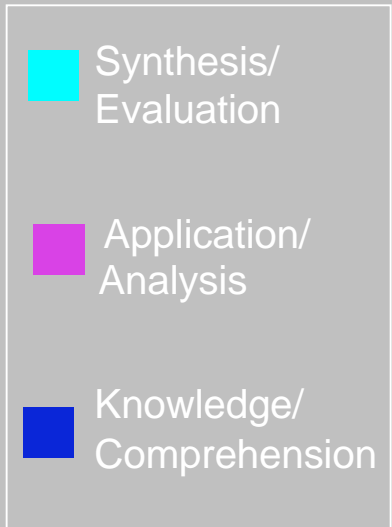 Synthesis/
Evaluation
Application/
Analysis
Knowledge/
Comprehension